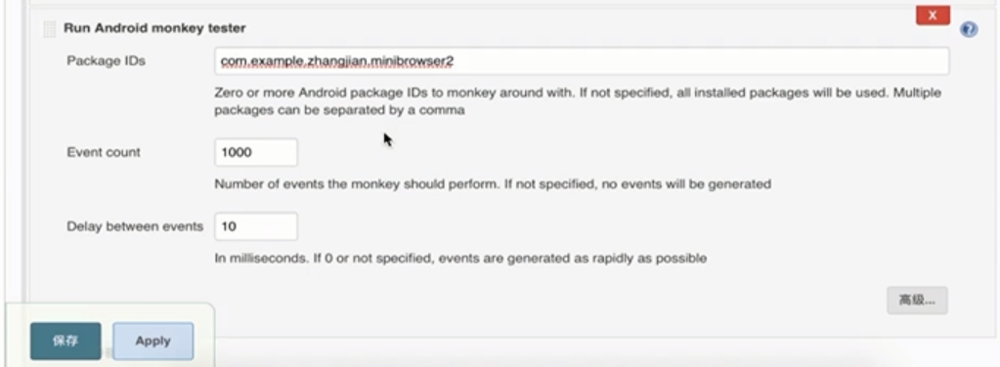 Run Android monkey tester
X
?
Package IDs
com.example.zhangjian.minibrowser2
Zero or more Android package IDs to monkey around with. If not specified, all installed packages will be used. Multiple
packages can be separated by a comma
Event count
1000
Number of events the monkey should perform. If not specified, no events will be generated
Delay between events
10
In milliseconds. If 0 or not specified, events are generated as rapidly as possible
高级...
保存
Apply